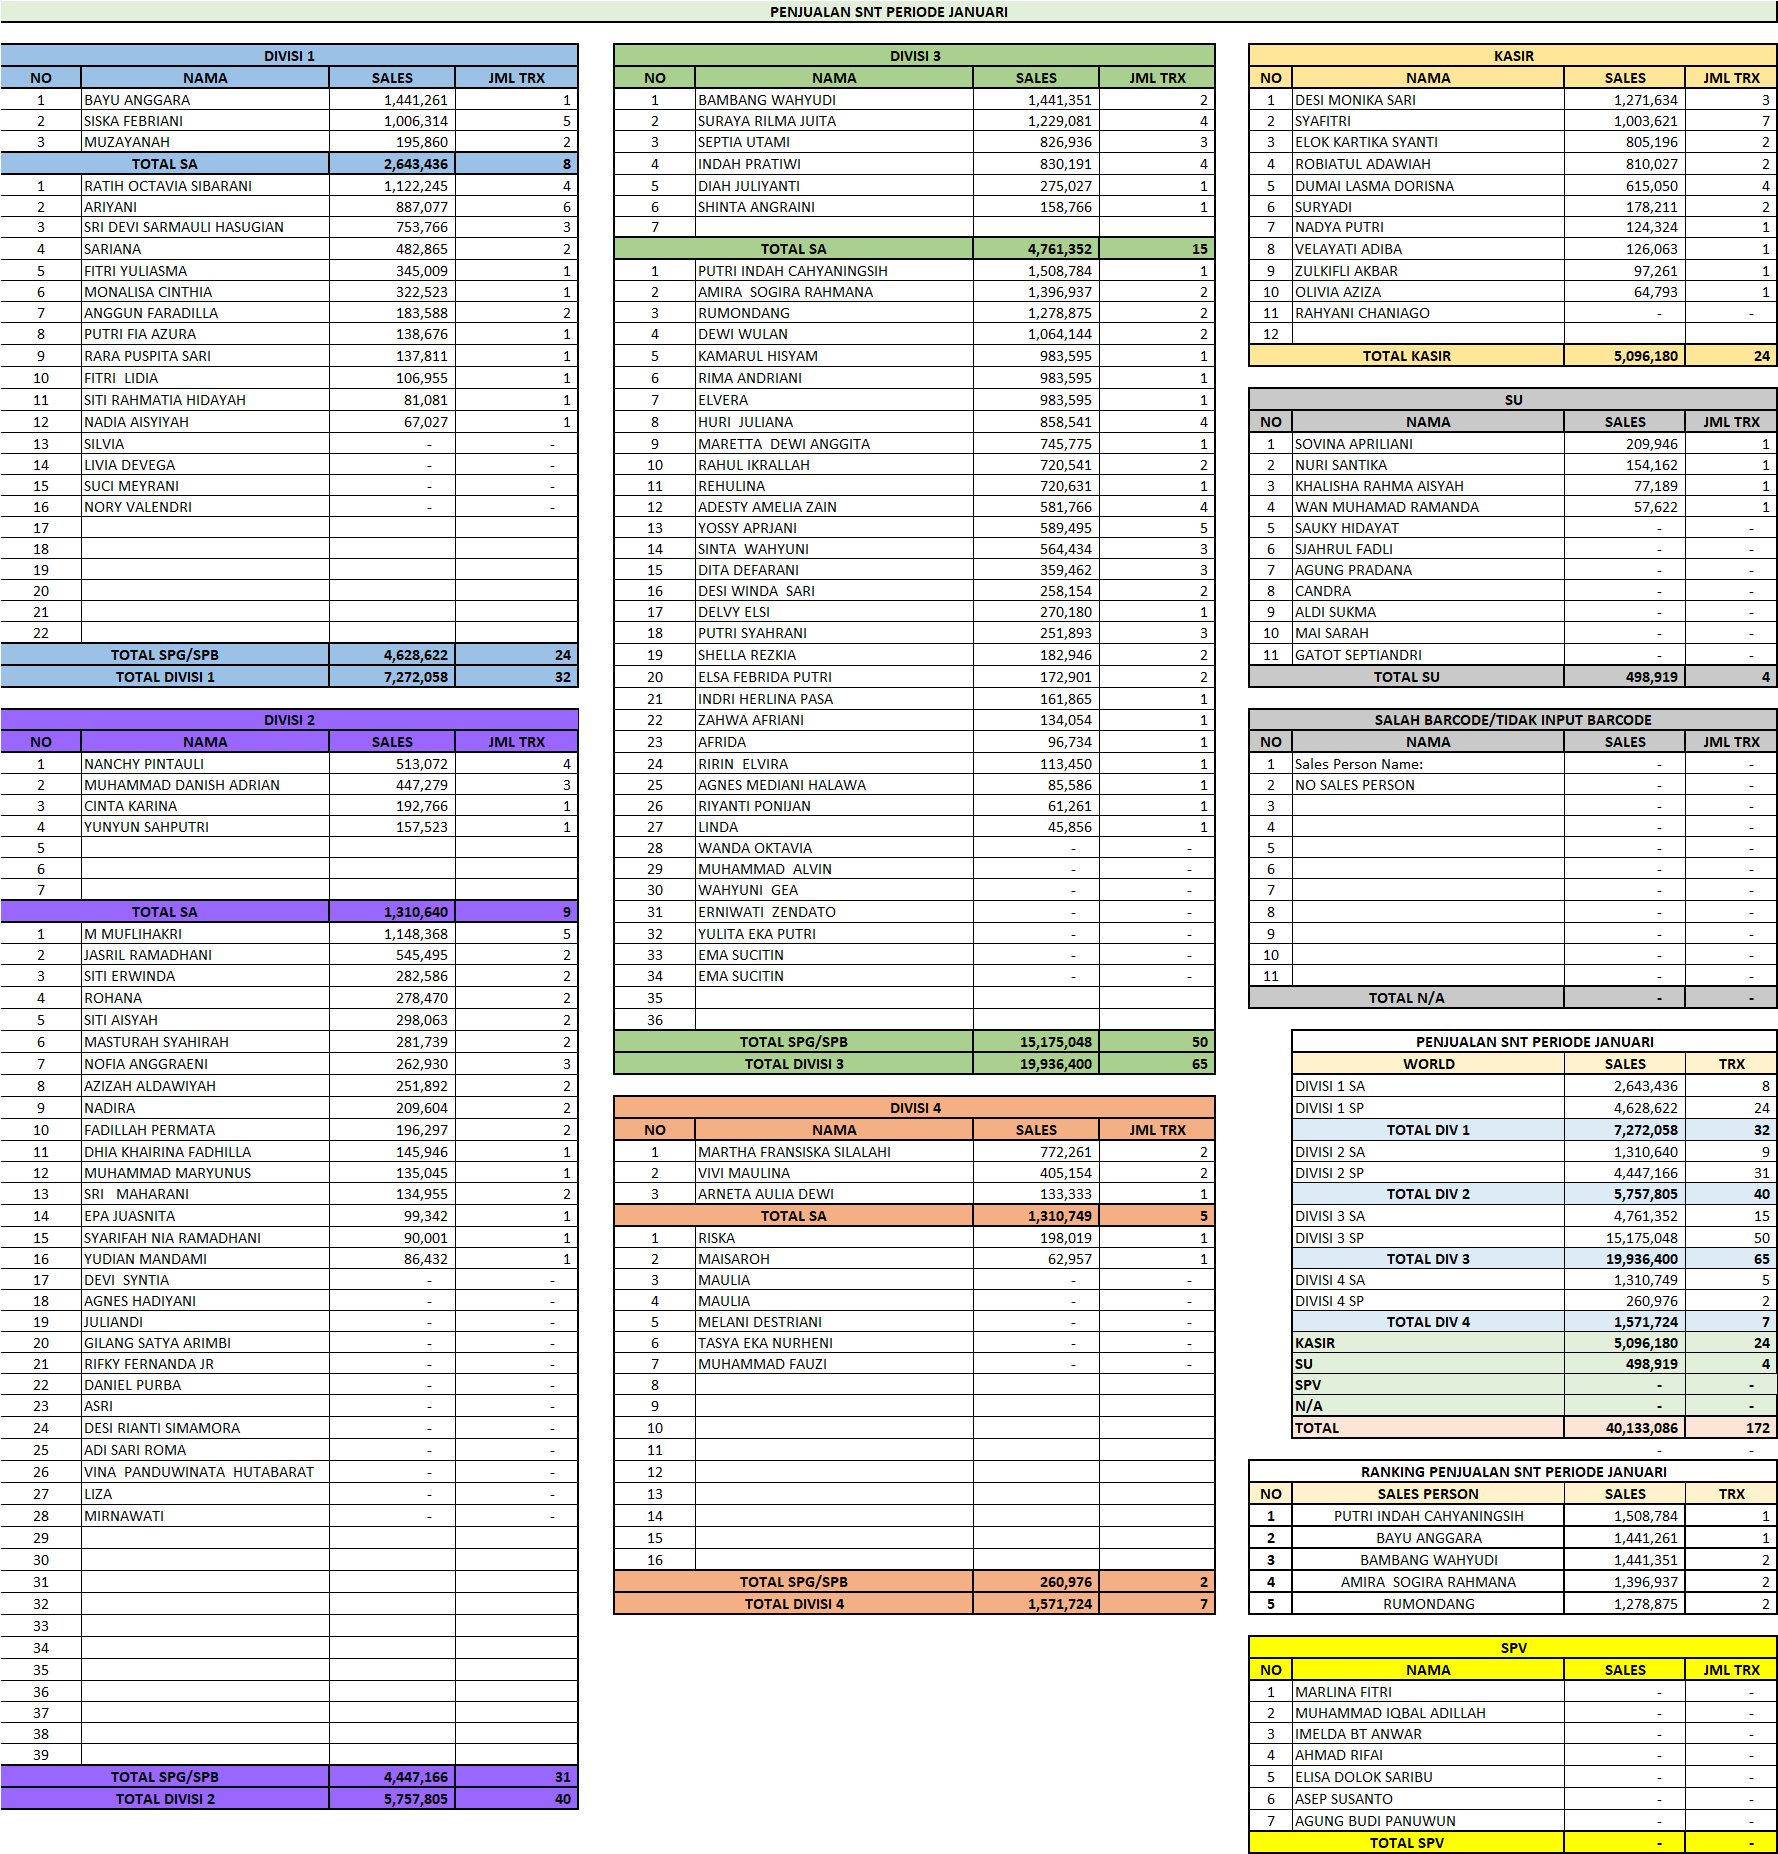 PENJUALAN SNT PERIODE JANUARI
DIVISI 1
NO NAMA SALES JML TRX
1 BAYU ANGGARA 1,441,261 1
2 SISKA FEBRIANI 1,006,314 5
3 MUZAYANAH 195,860 2
TOTAL SA 2,643,436 8
1 RATIH OCTAVIA SIBARANI 1,122,245 4
2 ARIYANI 887,077 6
3 SRI DEVI SARMAULI HASUGIAN 753,766 3
4 SARIANA 482,865 2
5 FITRI YULIASMA 345,009 1
6 MONALISA CINTHIA 322,523 1
7 ANGGUN FARADILLA 183,588 2
8 PUTRI FIA AZURA 138,676 1
9 RARA PUSPITA SARI 137,811 1
10 FITRI  LIDIA 106,955 1
11 SITI RAHMATIA HIDAYAH 81,081 1
12 NADIA AISYIYAH 67,027 1
13 SILVIA - -
14 LIVIA DEVEGA - -
15 SUCI MEYRANI - -
16 NORY VALENDRI - -
17
18
19
20
21
22
TOTAL SPG/SPB 4,628,622 24
TOTAL DIVISI 1 7,272,058 32
DIVISI 2
NO NAMA SALES JML TRX
1 NANCHY PINTAULI 513,072 4
2 MUHAMMAD DANISH ADRIAN 447,279 3
3 CINTA KARINA 192,766 1
4 YUNYUN SAHPUTRI 157,523 1
5
6
7
TOTAL SA 1,310,640 9
1 M MUFLIHAKRI 1,148,368 5
2 JASRIL RAMADHANI 545,495 2
3 SITI ERWINDA 282,586 2
4 ROHANA 278,470 2
5 SITI AISYAH 298,063 2
6 MASTURAH SYAHIRAH 281,739 2
7 NOFIA ANGGRAENI 262,930 3
8 AZIZAH ALDAWIYAH 251,892 2
9 NADIRA 209,604 2
10 FADILLAH PERMATA 196,297 2
11 DHIA KHAIRINA FADHILLA 145,946 1
12 MUHAMMAD MARYUNUS 135,045 1
13 SRI   MAHARANI 134,955 2
14 EPA JUASNITA 99,342 1
15 SYARIFAH NIA RAMADHANI 90,001 1
16 YUDIAN MANDAMI 86,432 1
17 DEVI  SYNTIA - -
18 AGNES HADIYANI - -
19 JULIANDI - -
20 GILANG SATYA ARIMBI - -
21 RIFKY FERNANDA JR - -
22 DANIEL PURBA - -
23 ASRI - -
24 DESI RIANTI SIMAMORA - -
25 ADI SARI ROMA - -
26 VINA  PANDUWINATA  HUTABARAT - -
27 LIZA - -
28 MIRNAWATI - -
29
30
31
32
33
34
35
36
37
38
39
TOTAL SPG/SPB 4,447,166 31
TOTAL DIVISI 2 5,757,805 40
DIVISI 3
NO NAMA SALES JML TRX
1 BAMBANG WAHYUDI 1,441,351 2
2 SURAYA RILMA JUITA 1,229,081 4
3 SEPTIA UTAMI 826,936 3
4 INDAH PRATIWI 830,191 4
5 DIAH JULIYANTI 275,027 1
6 SHINTA ANGRAINI 158,766 1
7
TOTAL SA 4,761,352 15
1 PUTRI INDAH CAHYANINGSIH 1,508,784 1
2 AMIRA  SOGIRA RAHMANA 1,396,937 2
3 RUMONDANG 1,278,875 2
4 DEWI WULAN 1,064,144 2
5 KAMARUL HISYAM 983,595 1
6 RIMA ANDRIANI 983,595 1
7 ELVERA 983,595 1
8 HURI  JULIANA 858,541 4
9 MARETTA  DEWI ANGGITA 745,775 1
10 RAHUL IKRALLAH 720,541 2
11 REHULINA 720,631 1
12 ADESTY AMELIA ZAIN 581,766 4
13 YOSSY APRJANI 589,495 5
14 SINTA  WAHYUNI 564,434 3
15 DITA DEFARANI 359,462 3
16 DESI WINDA  SARI 258,154 2
17 DELVY ELSI 270,180 1
18 PUTRI SYAHRANI 251,893 3
19 SHELLA REZKIA 182,946 2
20 ELSA FEBRIDA PUTRI 172,901 2
21 INDRI HERLINA PASA 161,865 1
22 ZAHWA AFRIANI 134,054 1
23 AFRIDA 96,734 1
24 RIRIN  ELVIRA 113,450 1
25 AGNES MEDIANI HALAWA 85,586 1
26 RIYANTI PONIJAN 61,261 1
27 LINDA 45,856 1
28 WANDA OKTAVIA - -
29 MUHAMMAD  ALVIN - -
30 WAHYUNI  GEA - -
31 ERNIWATI  ZENDATO - -
32 YULITA EKA PUTRI - -
33 EMA SUCITIN - -
34 EMA SUCITIN - -
35
36
TOTAL SPG/SPB 15,175,048 50
TOTAL DIVISI 3 19,936,400 65
DIVISI 4
NO NAMA SALES JML TRX
1 MARTHA FRANSISKA SILALAHI 772,261 2
2 VIVI MAULINA 405,154 2
3 ARNETA AULIA DEWI 133,333 1
TOTAL SA 1,310,749 5
1 RISKA 198,019 1
2 MAISAROH 62,957 1
3 MAULIA - -
4 MAULIA - -
5 MELANI DESTRIANI - -
6 TASYA EKA NURHENI - -
7 MUHAMMAD FAUZI - -
8
9
10
11
12
13
14
15
16
TOTAL SPG/SPB 260,976 2
TOTAL DIVISI 4 1,571,724 7
KASIR
NO NAMA SALES JML TRX
1 DESI MONIKA SARI 1,271,634 3
2 SYAFITRI 1,003,621 7
3 ELOK KARTIKA SYANTI 805,196 2
4 ROBIATUL ADAWIAH 810,027 2
5 DUMAI LASMA DORISNA 615,050 4
6 SURYADI 178,211 2
7 NADYA PUTRI 124,324 1
8 VELAYATI ADIBA 126,063 1
9 ZULKIFLI AKBAR 97,261 1
10 OLIVIA AZIZA 64,793 1
11 RAHYANI CHANIAGO - -
12
TOTAL KASIR 5,096,180 24
SU
NO NAMA SALES JML TRX
1 SOVINA APRILIANI 209,946 1
2 NURI SANTIKA 154,162 1
3 KHALISHA RAHMA AISYAH 77,189 1
4 WAN MUHAMAD RAMANDA 57,622 1
5 SAUKY HIDAYAT - -
6 SJAHRUL FADLI - -
7 AGUNG PRADANA - -
8 CANDRA - -
9 ALDI SUKMA - -
10 MAI SARAH - -
11 GATOT SEPTIANDRI - -
TOTAL SU 498,919 4
SALAH BARCODE/TIDAK INPUT BARCODE
NO NAMA SALES JML TRX
1 Sales Person Name: - -
2 NO SALES PERSON - -
3 - -
4 - -
5 - -
6 - -
7 - -
8 - -
9 - -
10 - -
11 - -
TOTAL N/A - -
PENJUALAN SNT PERIODE JANUARI
WORLD SALES TRX
DIVISI 1 SA 2,643,436 8
DIVISI 1 SP 4,628,622 24
TOTAL DIV 1 7,272,058 32
DIVISI 2 SA 1,310,640 9
DIVISI 2 SP 4,447,166 31
TOTAL DIV 2 5,757,805 40
DIVISI 3 SA 4,761,352 15
DIVISI 3 SP 15,175,048 50
TOTAL DIV 3 19,936,400 65
DIVISI 4 SA 1,310,749 5
DIVISI 4 SP 260,976 2
TOTAL DIV 4 1,571,724 7
KASIR 5,096,180 24
SU 498,919 4
SPV - -
N/A - -
TOTAL 40,133,086 172
- -
RANKING PENJUALAN SNT PERIODE JANUARI
NO SALES PERSON SALES TRX
1 PUTRI INDAH CAHYANINGSIH 1,508,784 1
2 BAYU ANGGARA 1,441,261 1
3 BAMBANG WAHYUDI 1,441,351 2
4 AMIRA  SOGIRA RAHMANA 1,396,937 2
5 RUMONDANG 1,278,875 2
SPV
NO NAMA SALES JML TRX
1 MARLINA FITRI - -
2 MUHAMMAD IQBAL ADILLAH - -
3 IMELDA BT ANWAR - -
4 AHMAD RIFAI - -
5 ELISA DOLOK SARIBU - -
6 ASEP SUSANTO - -
7 AGUNG BUDI PANUWUN - -
TOTAL SPV - -